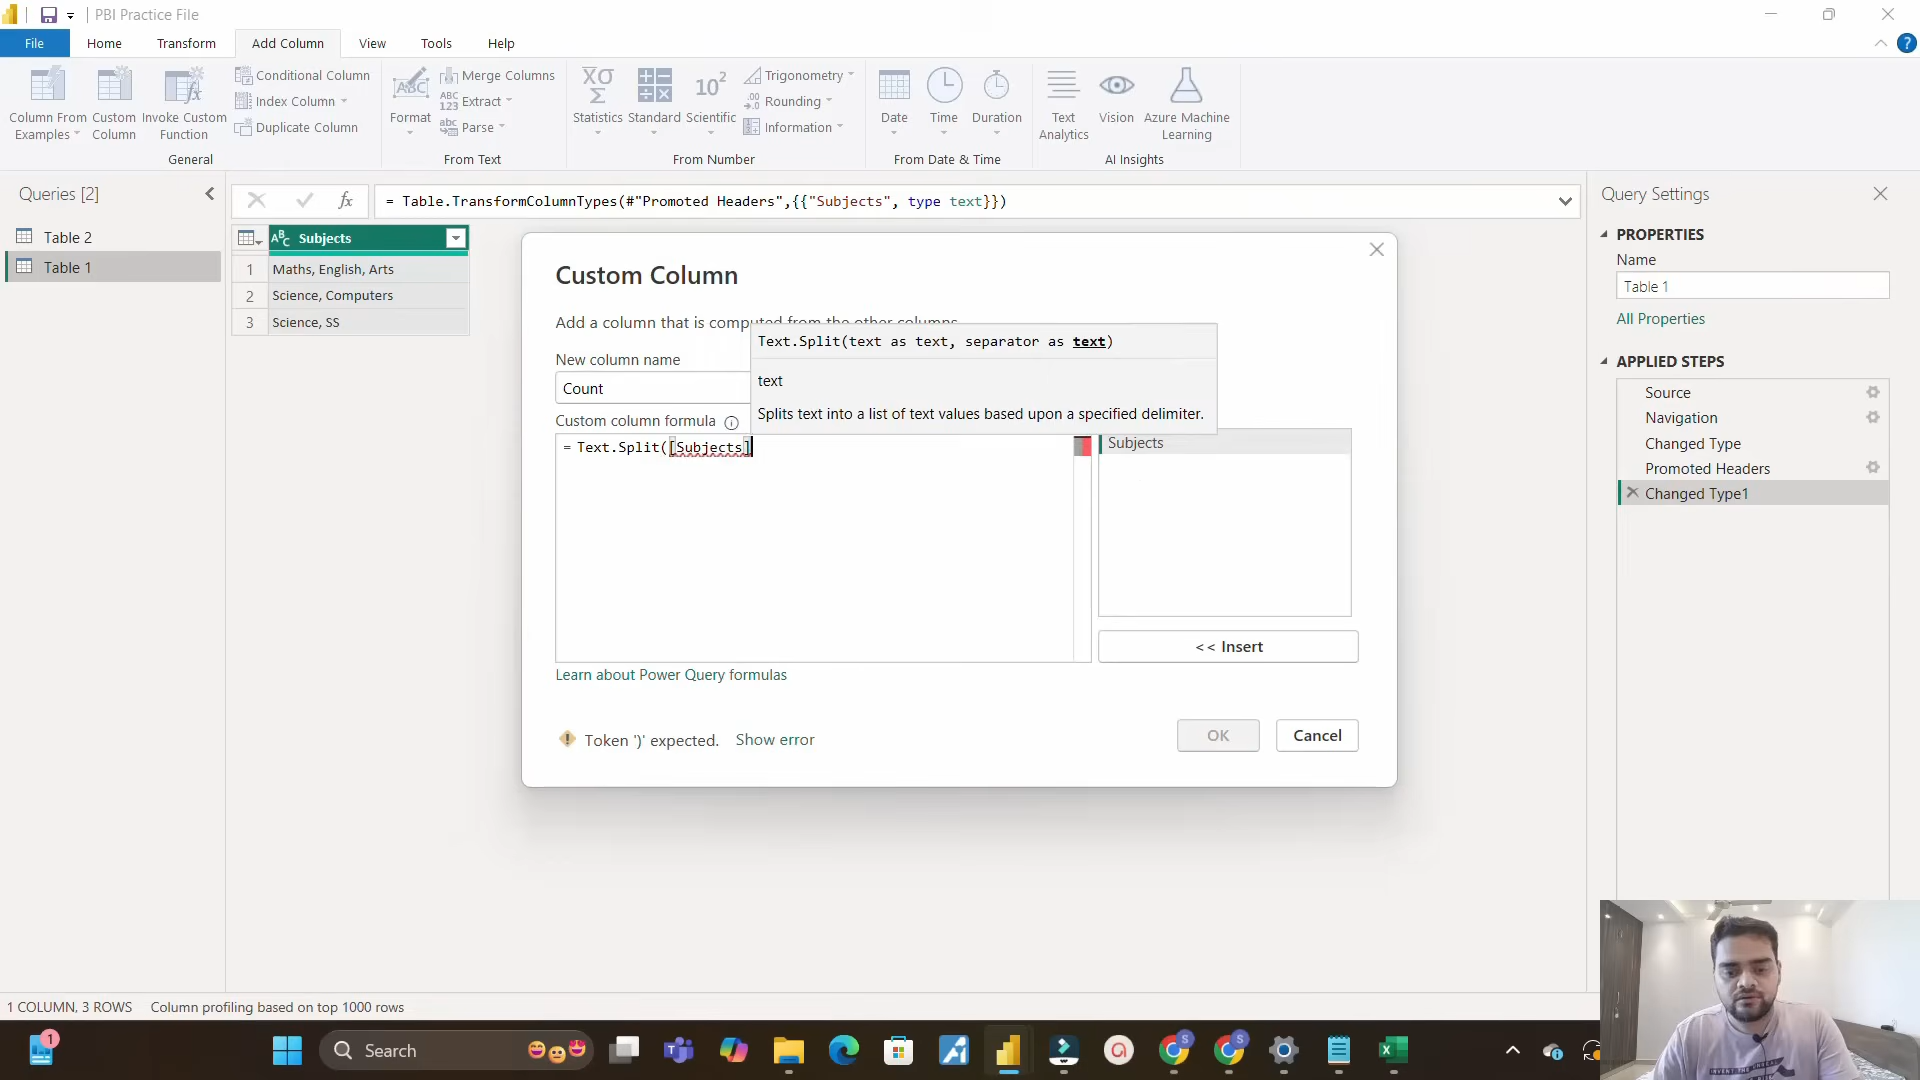 PBI Practice File
File
Home
Transform
Add Column
View
Tools
Help
Column From Examples
Custom Column
Invoke Custom Function
Conditional Column
Index Column
Duplicate Column
General
Format
Merge Columns
Extract
Parse
From Text
Statistics
Standard
Scientific
Trigonometry
Rounding
Information
From Number
Date
Time
Duration
From Date & Time
Text Analytics
Vision
Azure Machine Learning
AI Insights
Queries [2]
Table 2
Table 1
= Table.TransformColumnTypes(#"Promoted Headers",{{"Subjects", type text}})
Subjects
1 Maths, English, Arts
2 Science, Computers
3 Science, SS
Custom Column
Add a column that is computed from the other columns.
New column name
Count
Custom column formula
= Text.Split([Subjects]
Text.Split(text as text, separator as text)
text
Splits text into a list of text values based upon a specified delimiter.
Subjects
<< Insert
Learn about Power Query formulas
Token ')' expected.
Show error
OK
Cancel
Query Settings
PROPERTIES
Name
Table 1
All Properties
APPLIED STEPS
Source
Navigation
Changed Type
Promoted Headers
Changed Type1
1 COLUMN, 3 ROWS
Column profiling based on top 1000 rows
1
Search